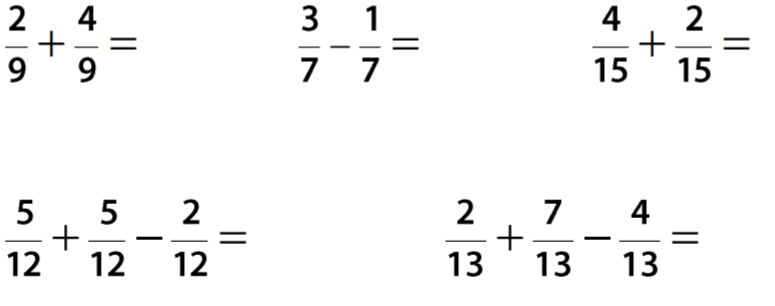 2/9 + 4/9 = 3/7 − 1/7 = 4/15 + 2/15 =
5/12 + 5/12 − 2/12 = 2/13 + 7/13 − 4/13 =